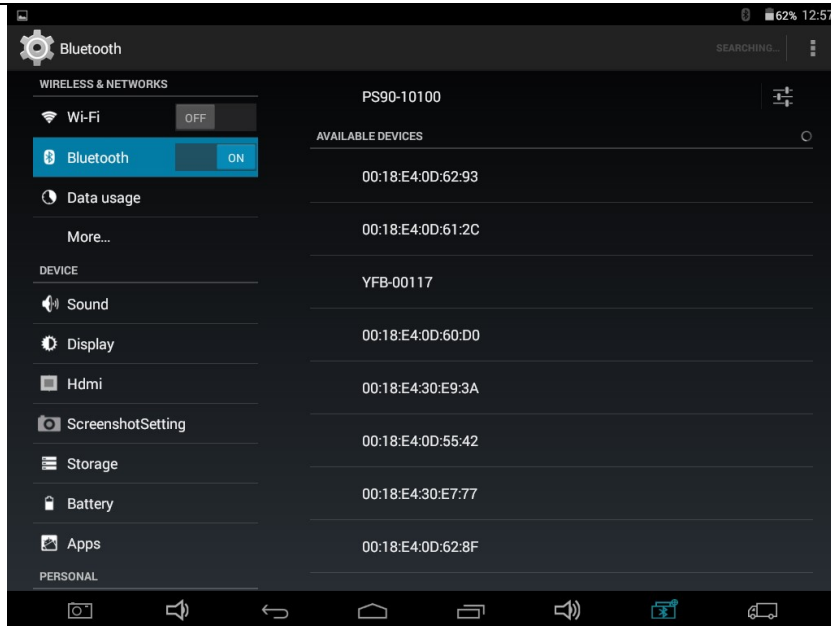 62% 12:57
Bluetooth
SEARCHING...
WIRELESS & NETWORKS
Wi-Fi
OFF
Bluetooth
ON
Data usage
More...
DEVICE
Sound
Display
Hdmi
ScreenshotSetting
Storage
Battery
Apps
PERSONAL
PS90-10100
AVAILABLE DEVICES
00:18:E4:0D:62:93
00:18:E4:0D:61:2C
YFB-00117
00:18:E4:0D:60:D0
00:18:E4:30:E9:3A
00:18:E4:0D:55:42
00:18:E4:30:E7:77
00:18:E4:0D:62:8F